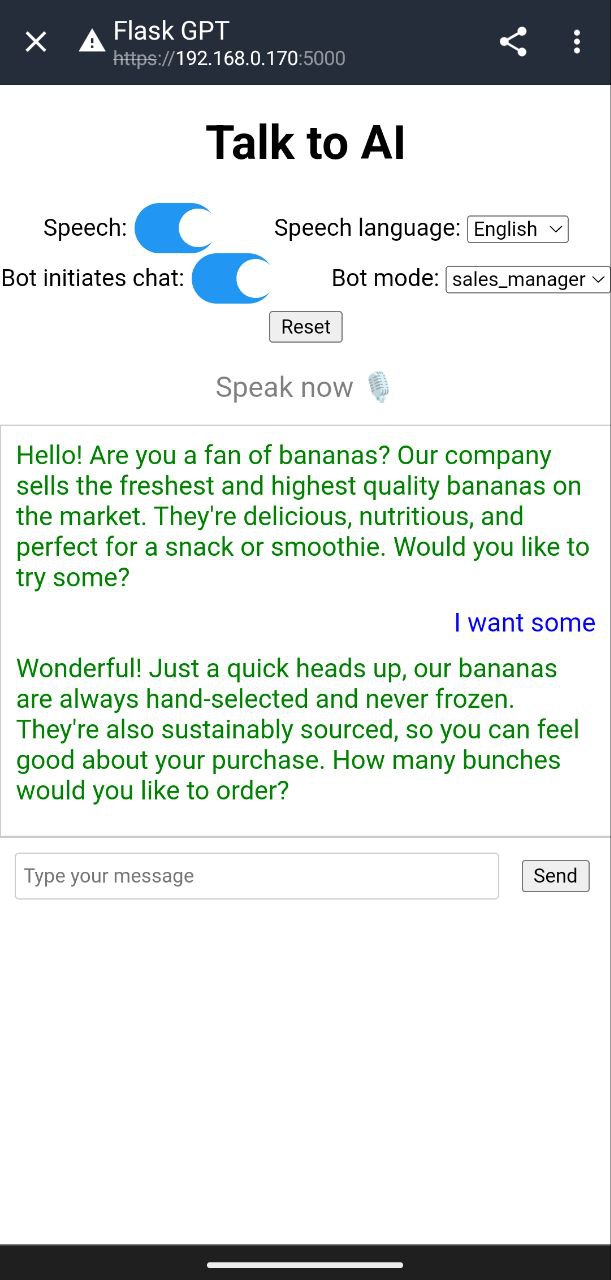 Flask GPT
https://192.168.0.170:5000
Talk to AI
Speech: Speech language: English
Bot initiates chat: Bot mode: sales_manager
Reset
Speak now
Hello! Are you a fan of bananas? Our company
sells the freshest and highest quality bananas on
the market. They're delicious, nutritious, and
perfect for a snack or smoothie. Would you like to
try some?
I want some
Wonderful! Just a quick heads up, our bananas
are always hand-selected and never frozen.
They're also sustainably sourced, so you can feel
good about your purchase. How many bunches
would you like to order?
Type your message Send